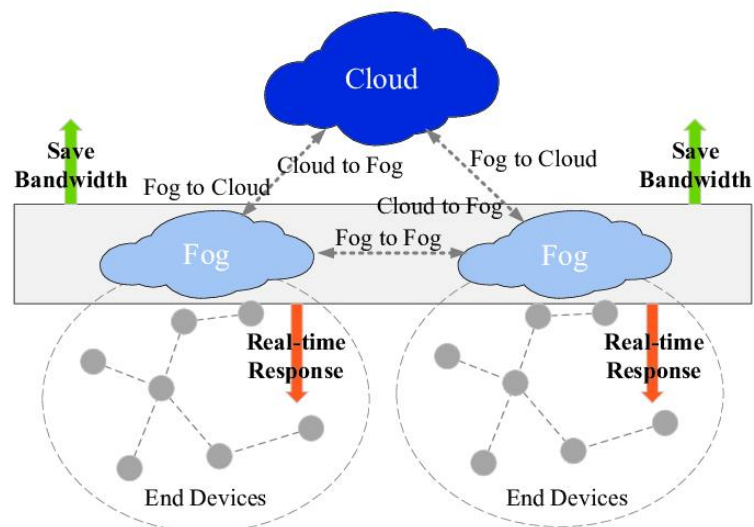 Cloud
Save
Bandwidth
Save
Bandwidth
Cloud to Fog
Fog to Cloud
Fog to Cloud
Cloud to Fog
Fog
Fog to Fog
Fog
Real-time
Response
Real-time
Response
End Devices
End Devices